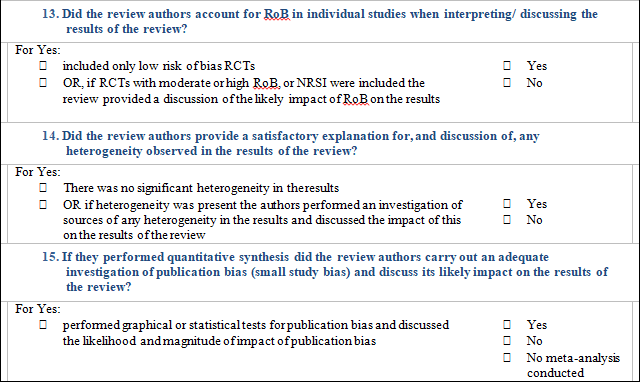 13. Did the review authors account for RoB in individual studies when interpreting/ discussing the
results of the review?
For Yes:
included only low risk of bias RCTs
Yes
OR, if RCTs with moderate or high RoB, or NRSI were included the
No
review provided a discussion of the likely impact of RoB on the results
14. Did the review authors provide a satisfactory explanation for, and discussion of, any
heterogeneity observed in the results of the review?
For Yes:
There was no significant heterogeneity in theresults
OR if heterogeneity was present the authors performed an investigation of
Yes
sources of any heterogeneity in the results and discussed the impact of this
No
on the results of the review
15. If they performed quantitative synthesis did the review authors carry out an adequate
investigation of publication bias (small study bias) and discuss its likely impact on the results of
the review?
For Yes:
performed graphical or statistical tests for publication bias and discussed
Yes
the likelihood and magnitude of impact of publication bias
No
No meta-analysis
conducted